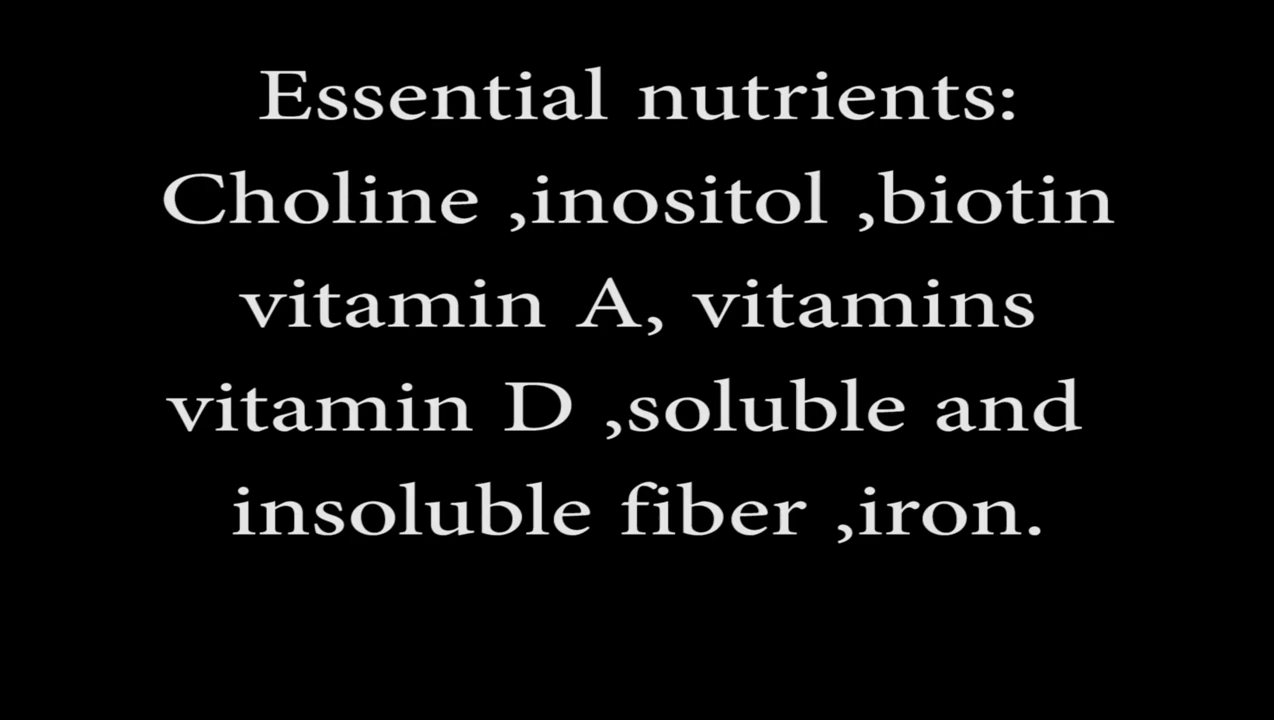 Essential nutrients:
Choline ,inositol ,biotin
vitamin A, vitamins
vitamin D ,soluble and
insoluble fiber ,iron.